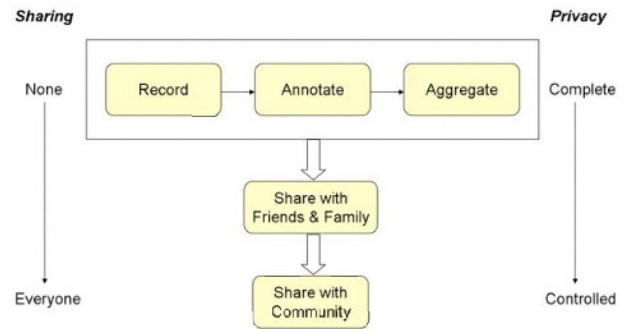 Sharing
Privacy
None
Record
Annotate
Aggregate
Complete
Share with
Friends & Family
Everyone
Share with
Community
Controlled